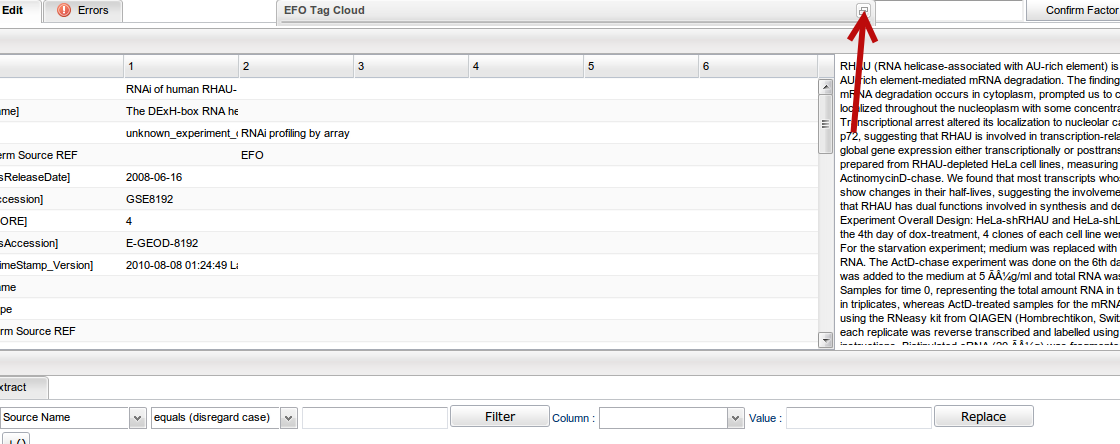 Edit Errors EFO Tag Cloud Confirm Factor
1 2 3 4 5 6
RNAi of human RHAU-
ame] The DExH-box RNA he
unknown_experiment_ RNAi profiling by array
erm Source REF EFO
sReleaseDate] 2008-06-16
ccession] GSE8192
ORE] 4
sAccession] E-GEOD-8192
imeStamp_Version] 2010-08-08 01:24:49 La
ame
pe
rm Source REF
RHAU (RNA helicase-associated with AU-rich element) is
AU-rich element-mediated mRNA degradation. The finding
mRNA degradation occurs in cytoplasm, prompted us to c
localized throughout the nucleoplasm with some concentra
Transcriptional arrest altered its localization to nucleolar ca
p72, suggesting that RHAU is involved in transcription-rela
global gene expression either transcriptionally or posttrans
prepared from RHAU-depleted HeLa cell lines, measuring
ActinomycinD-chase. We found that most transcripts whos
show changes in their half-lives, suggesting the involveme
that RHAU has dual functions involved in synthesis and de
Experiment Overall Design: HeLa-shRHAU and HeLa-shL
the 4th day of dox-treatment, 4 clones of each cell line wer
For the starvation experiment; medium was replaced with
RNA. The ActD-chase experiment was done on the 6th da
was added to the medium at 5 ÃÂ¼g/ml and total RNA was
Samples for time 0, representing the total amount RNA in t
in triplicates, whereas ActD-treated samples for the mRNA
using the RNeasy kit from QIAGEN (Hombrechtikon, Switz
each replicate was reverse transcribed and labelled using
xtract
Source Name equals (disregard case) Filter Column : Value : Replace